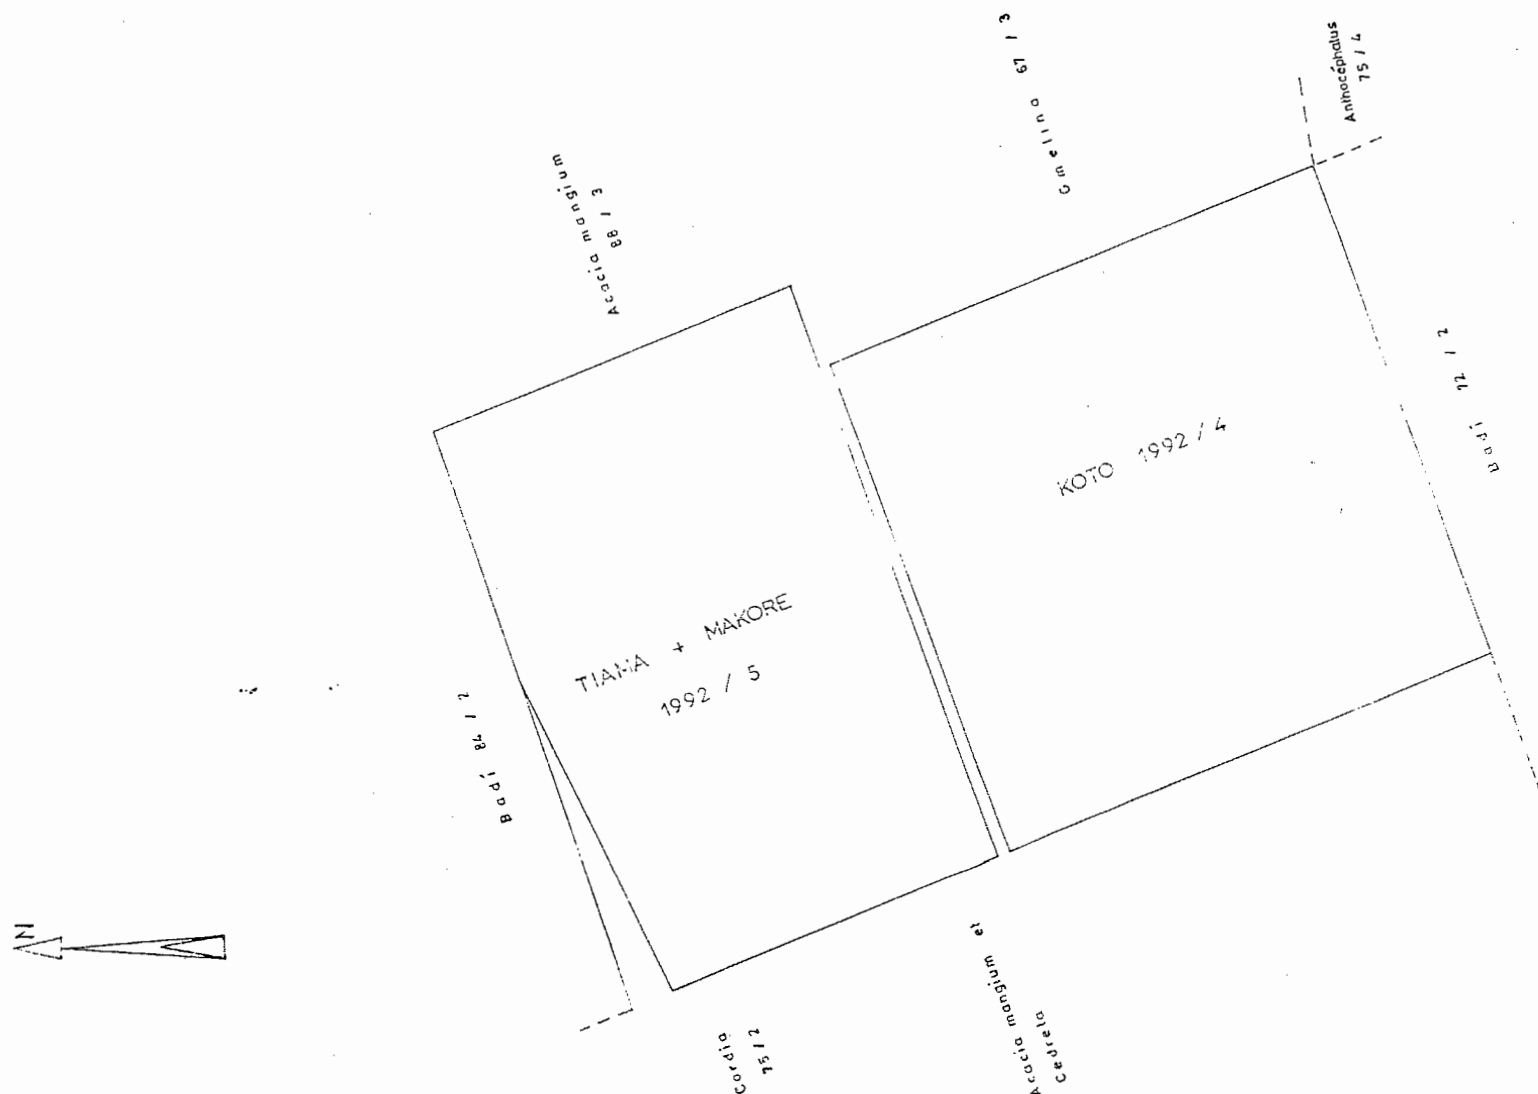 Gmelina 67 / 3
Anthocéphalus
75 / 4
Acacia mangium
88 / 3
Badi 72 / 2
KOTO 1992 / 4
TIAMA + MAKORE
1992 / 5
Badi 84 / 2
N
Cordia
75 / 2
Acacia mangium et
Cedrela